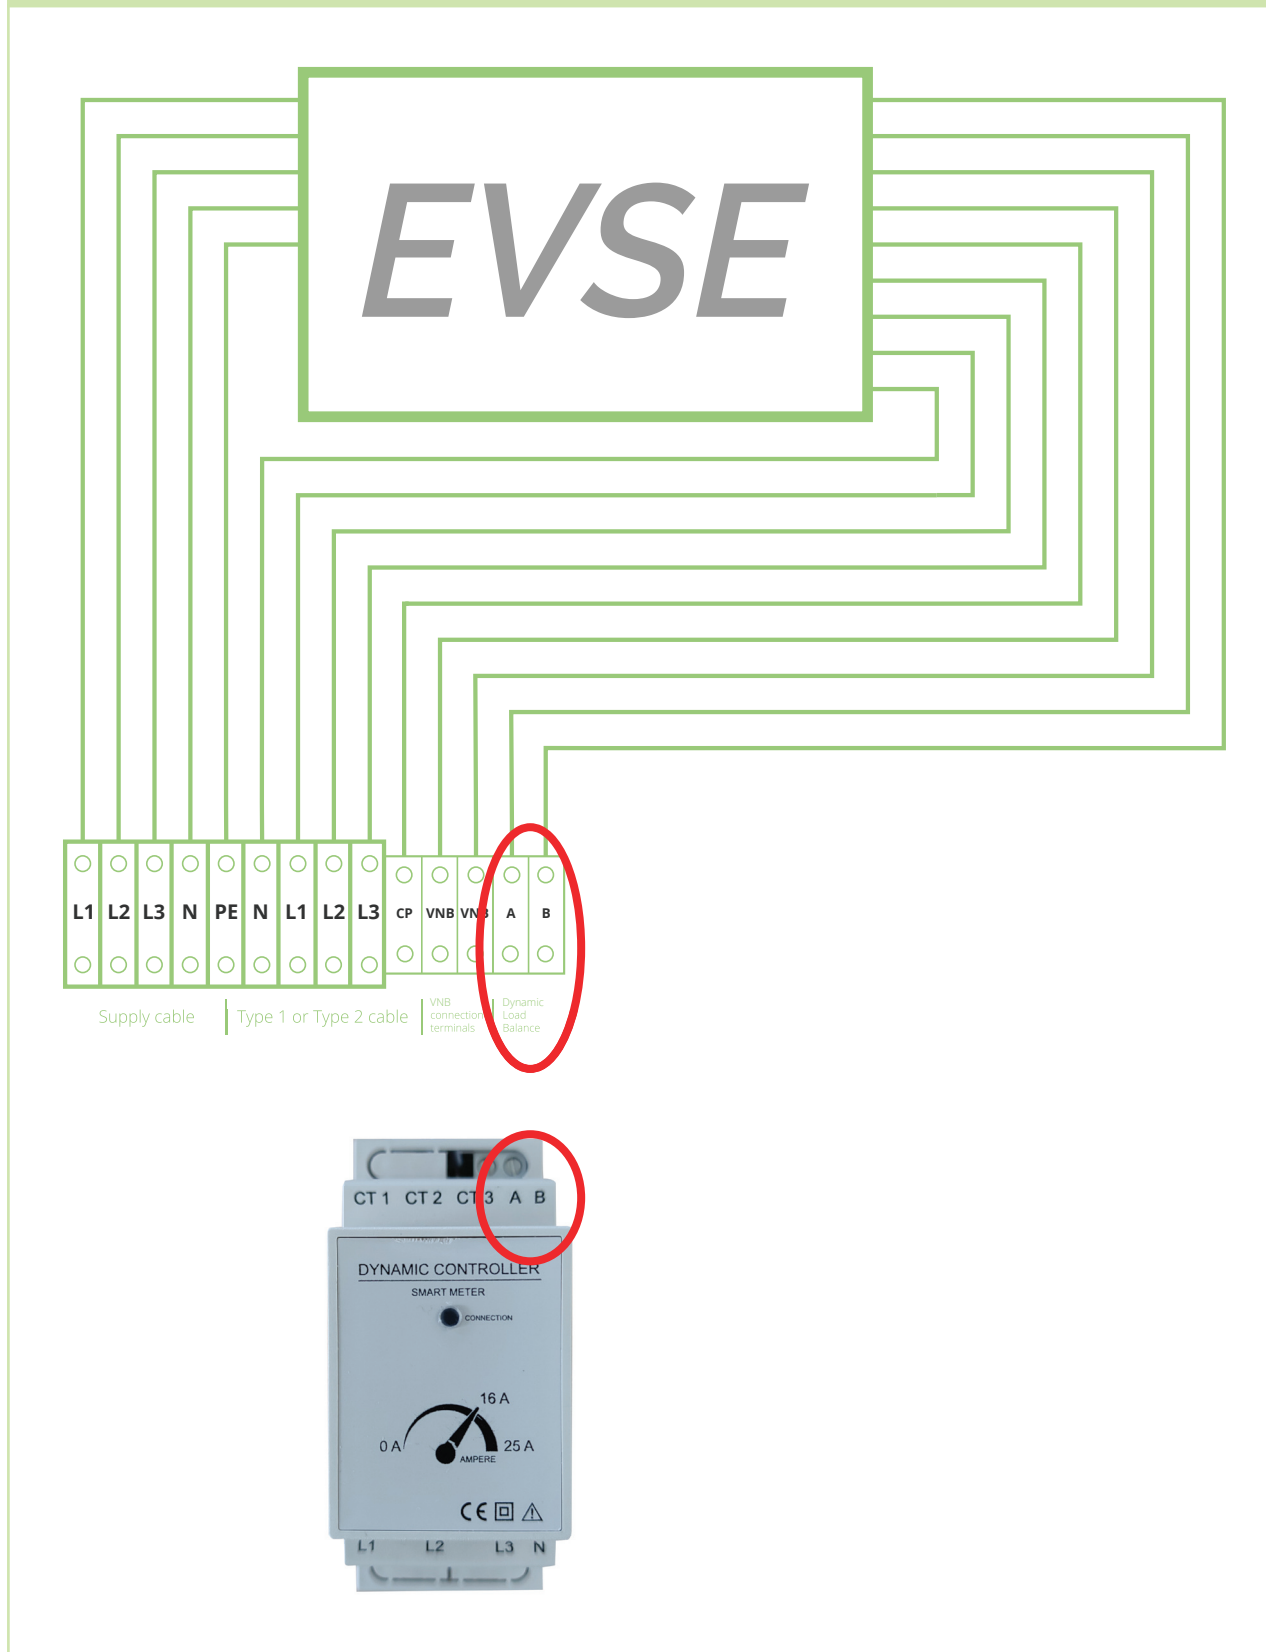 EVSE
L1 L2 L3 N PE N L1 L2 L3 CP VNB VNB A B
Supply cable
Type 1 or Type 2 cable
VNB
connection
terminals
Dynamic
Load
Balance
CT 1 CT 2 CT 3 A B
DYNAMIC CONTROLLER
SMART METER
CONNECTION
16 A
0 A
25 A
AMPERE
CE
L1 L2 L3 N